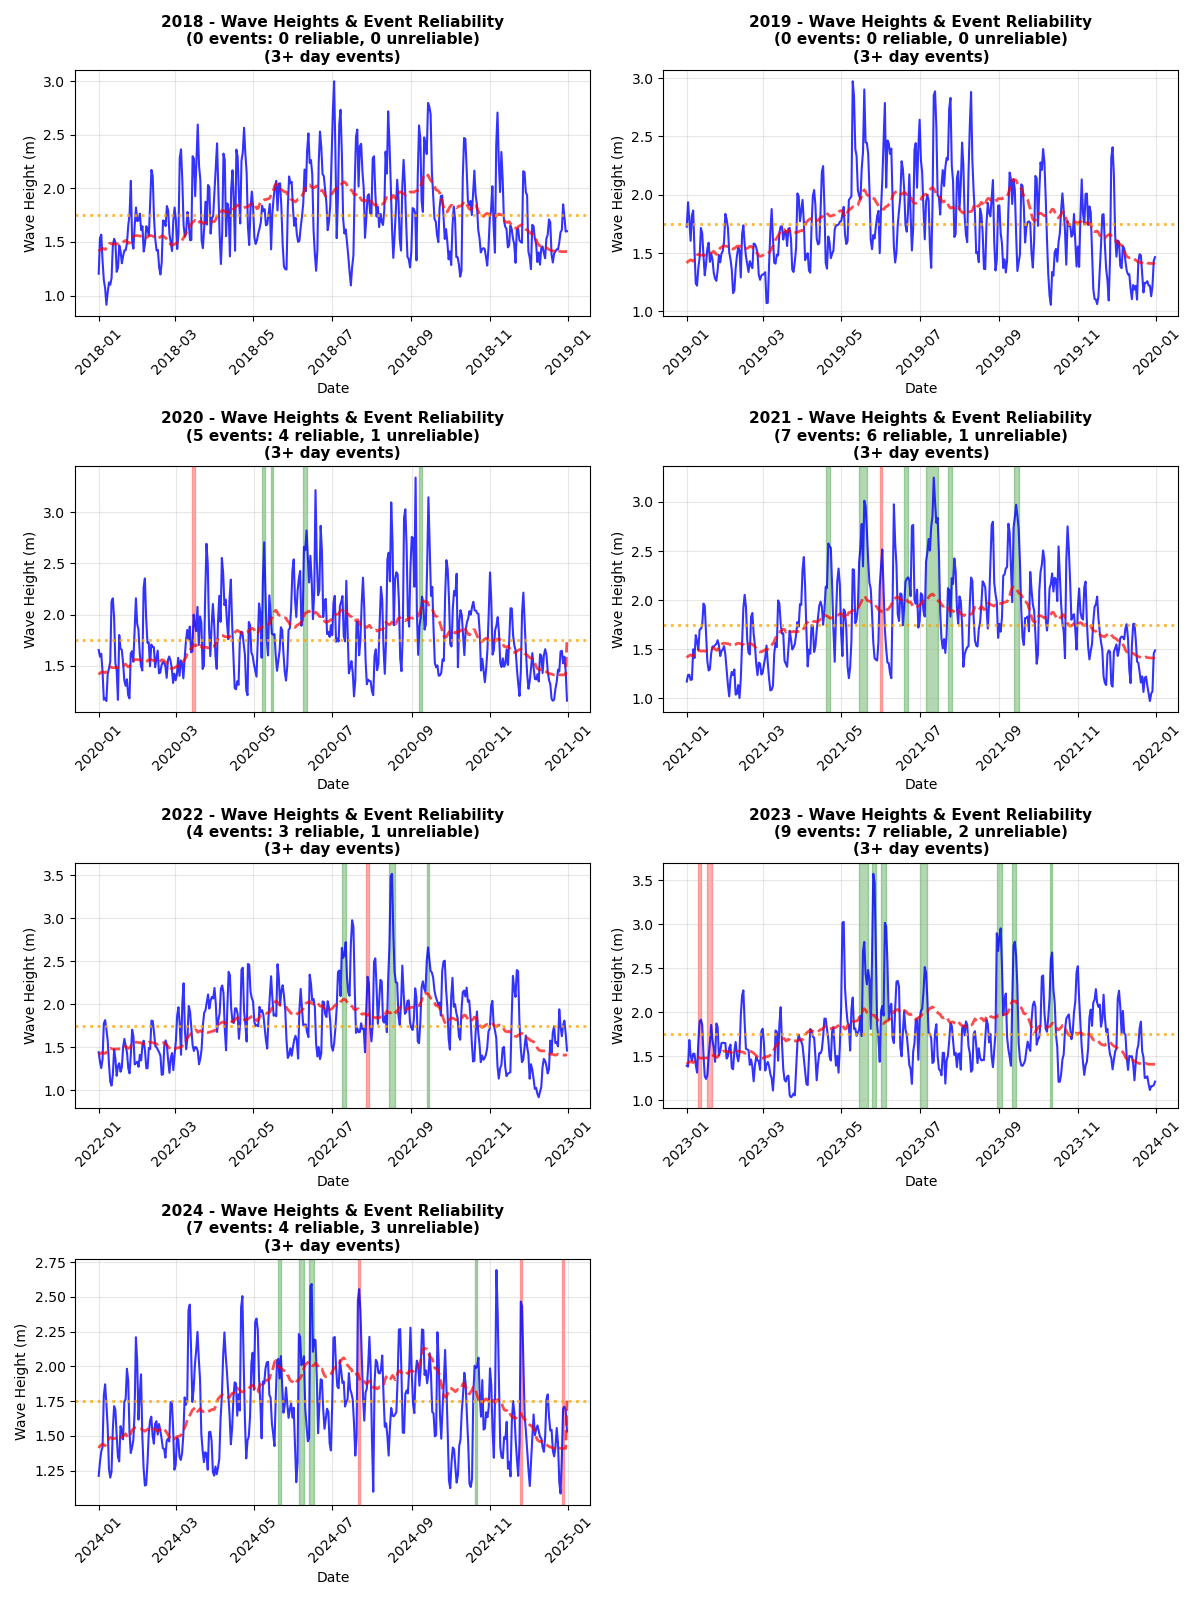 2018 - Wave Heights & Event Reliability
(0 events: 0 reliable, 0 unreliable)
(3+ day events)
Wave Height (m)
3.0
2.5
2.0
1.5
1.0
2018-01
2018-03
2018-05
2018-07
2018-09
2018-11
2019-01
Date
2019 - Wave Heights & Event Reliability
(0 events: 0 reliable, 0 unreliable)
(3+ day events)
Wave Height (m)
3.0
2.5
2.0
1.5
1.0
2019-01
2019-03
2019-05
2019-07
2019-09
2019-11
2020-01
Date
2020 - Wave Heights & Event Reliability
(5 events: 4 reliable, 1 unreliable)
(3+ day events)
Wave Height (m)
3.0
2.5
2.0
1.5
2020-01
2020-03
2020-05
2020-07
2020-09
2020-11
2021-01
Date
2021 - Wave Heights & Event Reliability
(7 events: 6 reliable, 1 unreliable)
(3+ day events)
Wave Height (m)
3.0
2.5
2.0
1.5
1.0
2021-01
2021-03
2021-05
2021-07
2021-09
2021-11
2022-01
Date
2022 - Wave Heights & Event Reliability
(4 events: 3 reliable, 1 unreliable)
(3+ day events)
Wave Height (m)
3.5
3.0
2.5
2.0
1.5
1.0
2022-01
2022-03
2022-05
2022-07
2022-09
2022-11
2023-01
Date
2023 - Wave Heights & Event Reliability
(9 events: 7 reliable, 2 unreliable)
(3+ day events)
Wave Height (m)
3.5
3.0
2.5
2.0
1.5
1.0
2023-01
2023-03
2023-05
2023-07
2023-09
2023-11
2024-01
Date
2024 - Wave Heights & Event Reliability
(7 events: 4 reliable, 3 unreliable)
(3+ day events)
Wave Height (m)
2.75
2.50
2.25
2.00
1.75
1.50
1.25
2024-01
2024-03
2024-05
2024-07
2024-09
2024-11
2025-01
Date